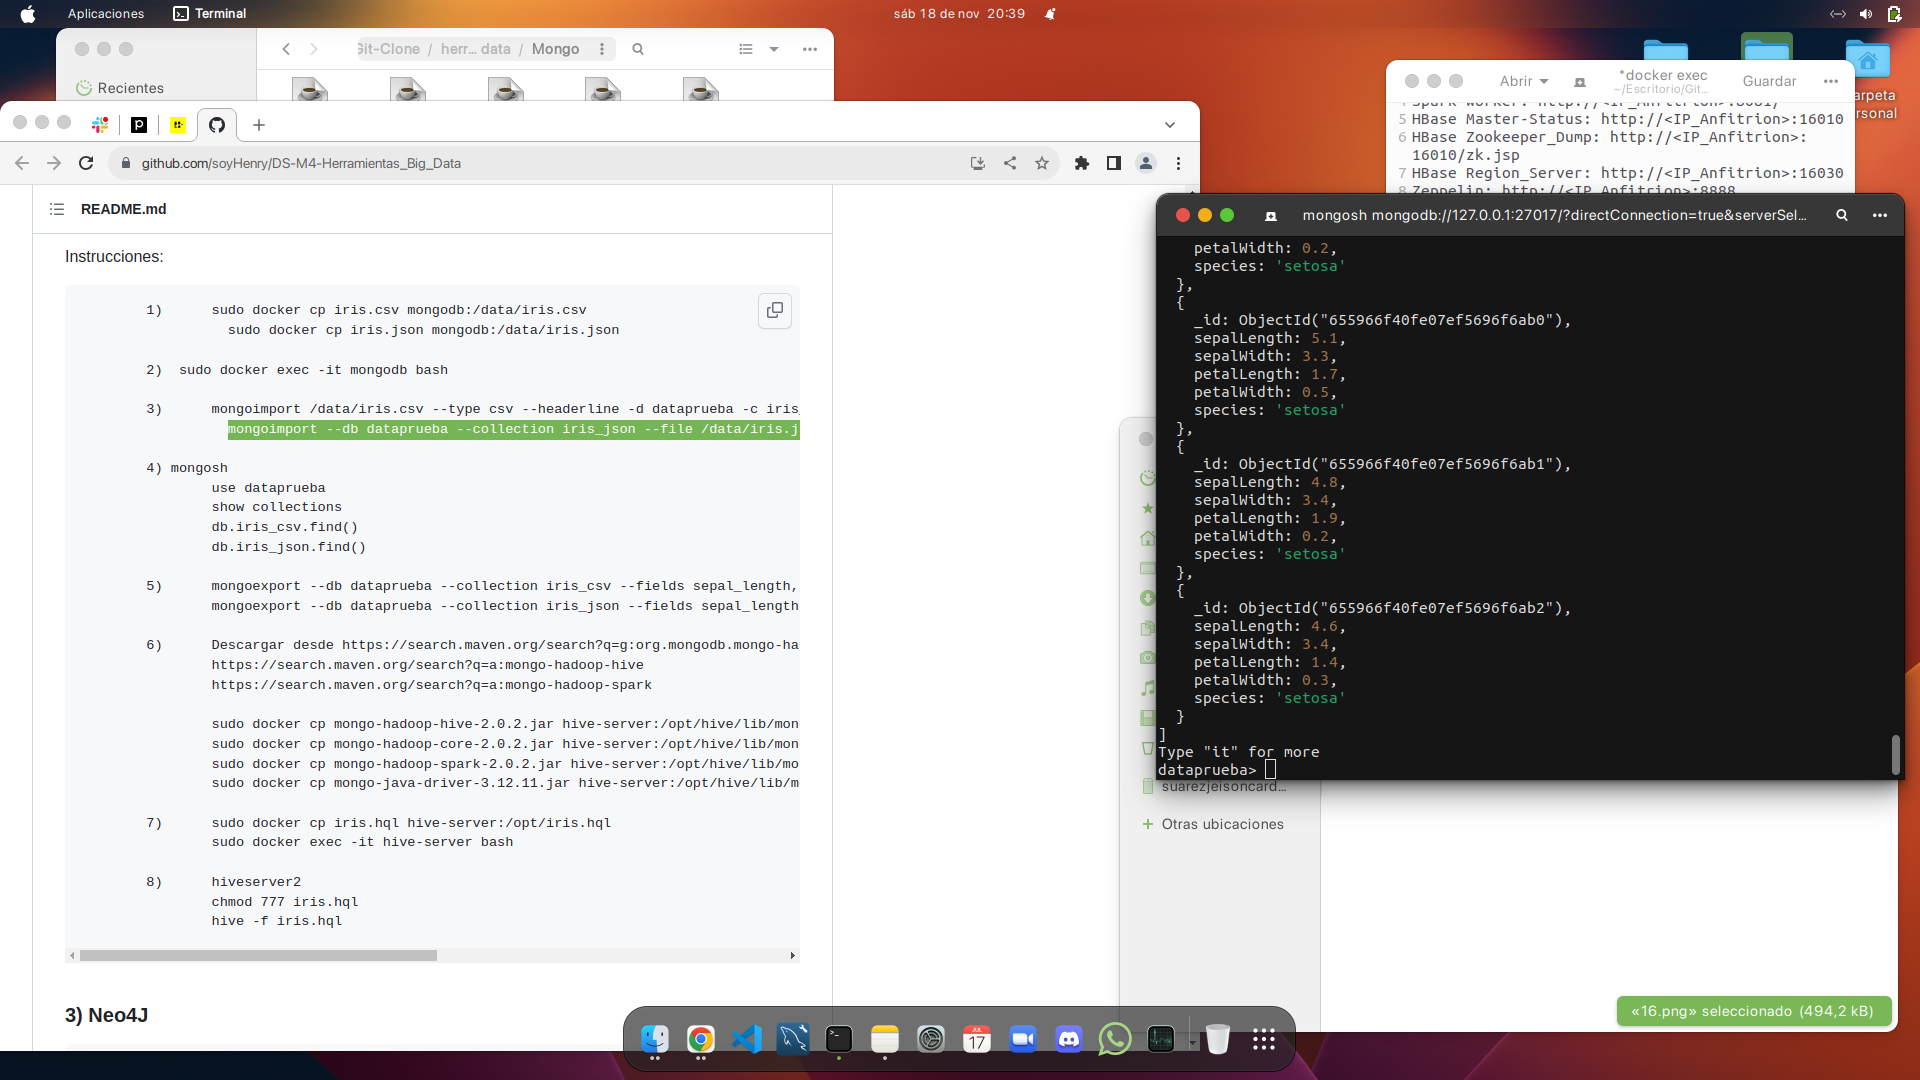 Aplicaciones
Terminal
sáb 18 de nov 20:39
Git-Clone / herr... data / Mongo
Recientes
Abrir
*docker exec
~/Escritorio/Git...
Guardar
4 Spark Worker: http://<IP_Anfitrion>:8081/
5 HBase Master-Status: http://<IP_Anfitrion>:16010
6 HBase Zookeeper_Dump: http://<IP_Anfitrion>:
16010/zk.jsp
7 HBase Region_Server: http://<IP_Anfitrion>:16030
8 Zeppelin: http://<IP_Anfitrion>:8888
arpeta
rsonal
github.com/soyHenry/DS-M4-Herramientas_Big_Data
README.md
Instrucciones:
1) sudo docker cp iris.csv mongodb:/data/iris.csv
sudo docker cp iris.json mongodb:/data/iris.json
2) sudo docker exec -it mongodb bash
3) mongoimport /data/iris.csv --type csv --headerline -d dataprueba -c iris_
mongoimport --db dataprueba --collection iris_json --file /data/iris.j
4) mongosh
use dataprueba
show collections
db.iris_csv.find()
db.iris_json.find()
5) mongoexport --db dataprueba --collection iris_csv --fields sepal_length,
mongoexport --db dataprueba --collection iris_json --fields sepal_length
6) Descargar desde https://search.maven.org/search?q=g:org.mongodb.mongo-ha
https://search.maven.org/search?q=a:mongo-hadoop-hive
https://search.maven.org/search?q=a:mongo-hadoop-spark
sudo docker cp mongo-hadoop-hive-2.0.2.jar hive-server:/opt/hive/lib/mon
sudo docker cp mongo-hadoop-core-2.0.2.jar hive-server:/opt/hive/lib/mon
sudo docker cp mongo-hadoop-spark-2.0.2.jar hive-server:/opt/hive/lib/mo
sudo docker cp mongo-java-driver-3.12.11.jar hive-server:/opt/hive/lib/m
7) sudo docker cp iris.hql hive-server:/opt/iris.hql
sudo docker exec -it hive-server bash
8) hiveserver2
chmod 777 iris.hql
hive -f iris.hql
3) Neo4J
mongosh mongodb://127.0.0.1:27017/?directConnection=true&serverSel...
petalWidth: 0.2,
species: 'setosa'
},
{
_id: ObjectId("655966f40fe07ef5696f6ab0"),
sepalLength: 5.1,
sepalWidth: 3.3,
petalLength: 1.7,
petalWidth: 0.5,
species: 'setosa'
},
{
_id: ObjectId("655966f40fe07ef5696f6ab1"),
sepalLength: 4.8,
sepalWidth: 3.4,
petalLength: 1.9,
petalWidth: 0.2,
species: 'setosa'
},
{
_id: ObjectId("655966f40fe07ef5696f6ab2"),
sepalLength: 4.6,
sepalWidth: 3.4,
petalLength: 1.4,
petalWidth: 0.3,
species: 'setosa'
}
]
Type "it" for more
dataprueba>
suarezjeisoncard...
+ Otras ubicaciones
«16.png» seleccionado (494,2 kB)
JUL
17